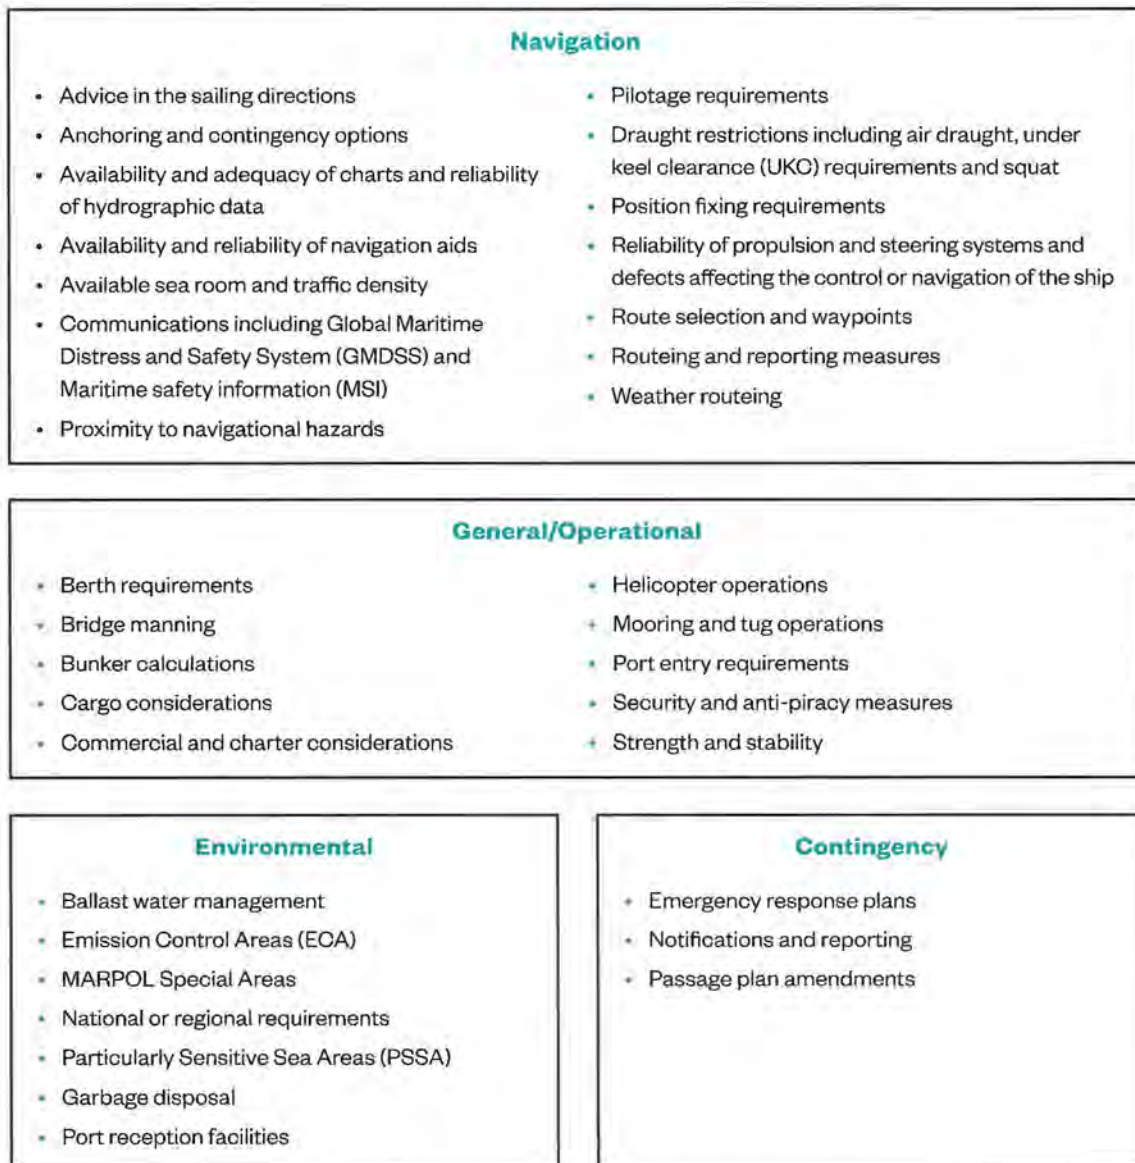 Navigation
Advice in the sailing directions
Anchoring and contingency options
Availability and adequacy of charts and reliability
of hydrographic data
Availability and reliability of navigation aids
Available sea room and traffic density
Communications including Global Maritime
Distress and Safety System (GMDSS) and
Maritime safety information (MSI)
Proximity to navigational hazards
Pilotage requirements
Draught restrictions including air draught, under
keel clearance (UKC) requirements and squat
Position fixing requirements
Reliability of propulsion and steering systems and
defects affecting the control or navigation of the ship
Route selection and waypoints
Routeing and reporting measures
Weather routeing
General/Operational
Berth requirements
Bridge manning
Bunker calculations
Cargo considerations
Commercial and charter considerations
Helicopter operations
Mooring and tug operations
Port entry requirements
Security and anti-piracy measures
Strength and stability
Environmental
Ballast water management
Emission Control Areas (ECA)
MARPOL Special Areas
National or regional requirements
Particularly Sensitive Sea Areas (PSSA)
Garbage disposal
Port reception facilities
Contingency
Emergency response plans
Notifications and reporting
Passage plan amendments